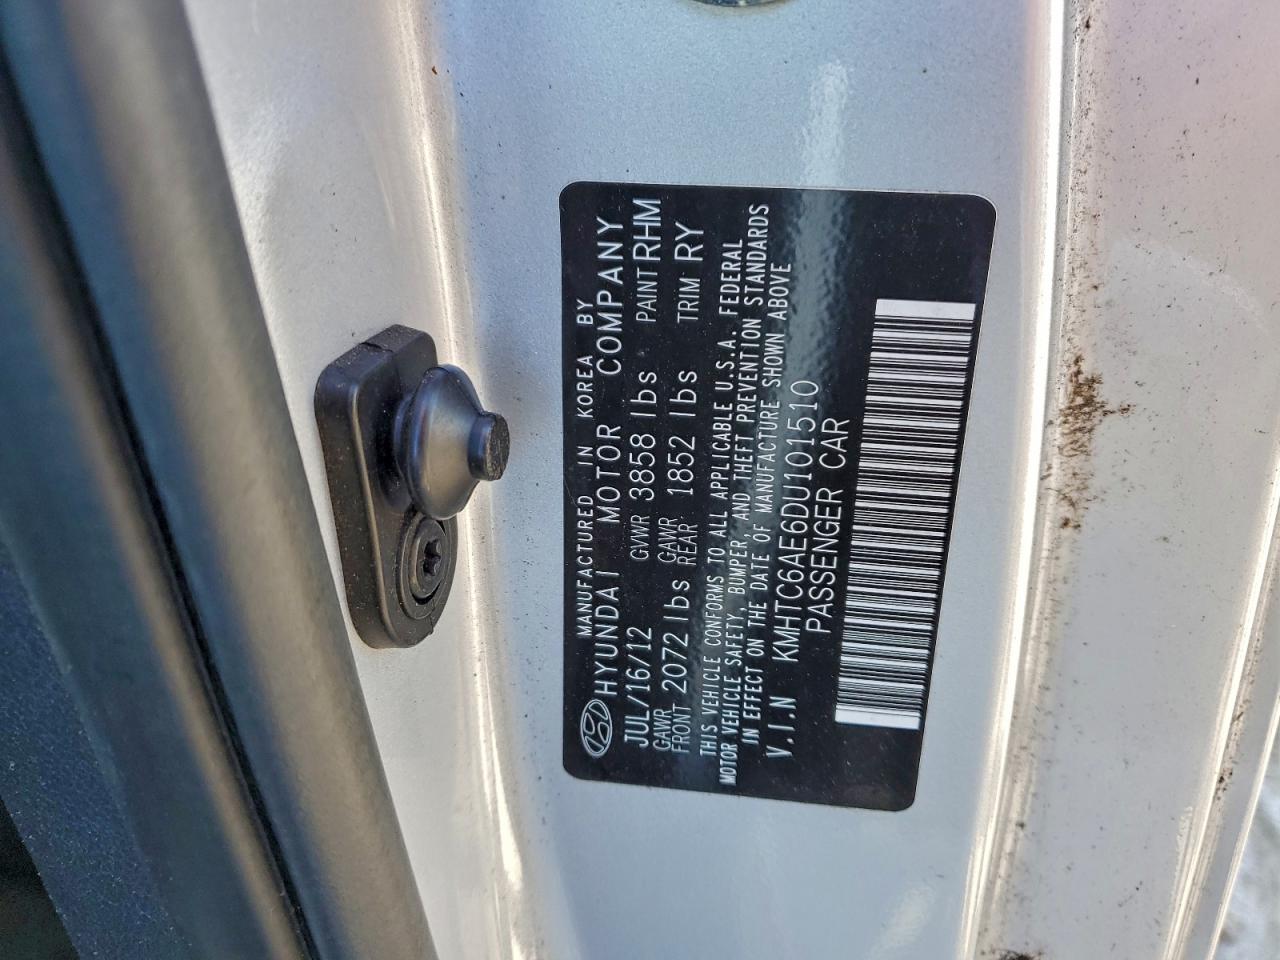 MANUFACTURED IN KOREA BY
HYUNDAI MOTOR COMPANY
JUL/16/12 GVWR 3858 lbs PAINT RHM
GAWR FRONT 2072 lbs GAWR REAR 1852 lbs TRIM RY
THIS VEHICLE CONFORMS TO ALL APPLICABLE U.S.A. FEDERAL
MOTOR VEHICLE SAFETY, BUMPER, AND THEFT PREVENTION STANDARDS
IN EFFECT ON THE DATE OF MANUFACTURE SHOWN ABOVE
V.I.N KMHTC6AE6DU101510
PASSENGER CAR